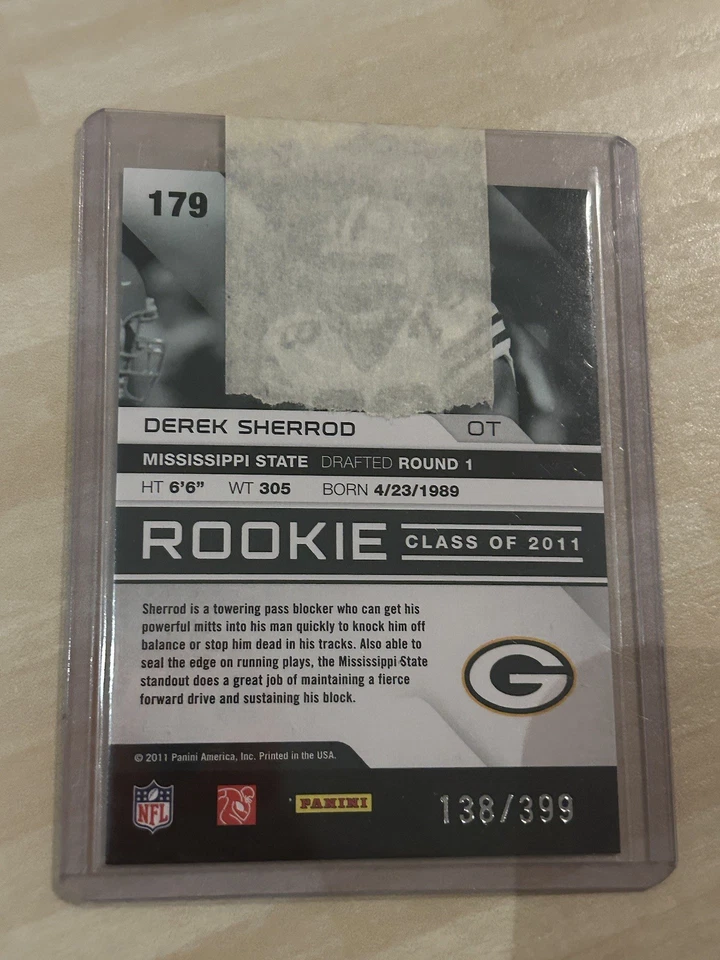 179
DEREK SHERROD OT
MISSISSIPPI STATE DRAFTED ROUND 1
HT 6'6" WT 305 BORN 4/23/1989
ROOKIE CLASS OF 2011
Sherrod is a towering pass blocker who can get his
powerful mitts into his man quickly to knock him off
balance or stop him dead in his tracks. Also able to
seal the edge on running plays, the Mississippi State
standout does a great job of maintaining a fierce
forward drive and sustaining his block.
G
© 2011 Panini America, Inc. Printed in the USA.
NFL PANINI 138/399